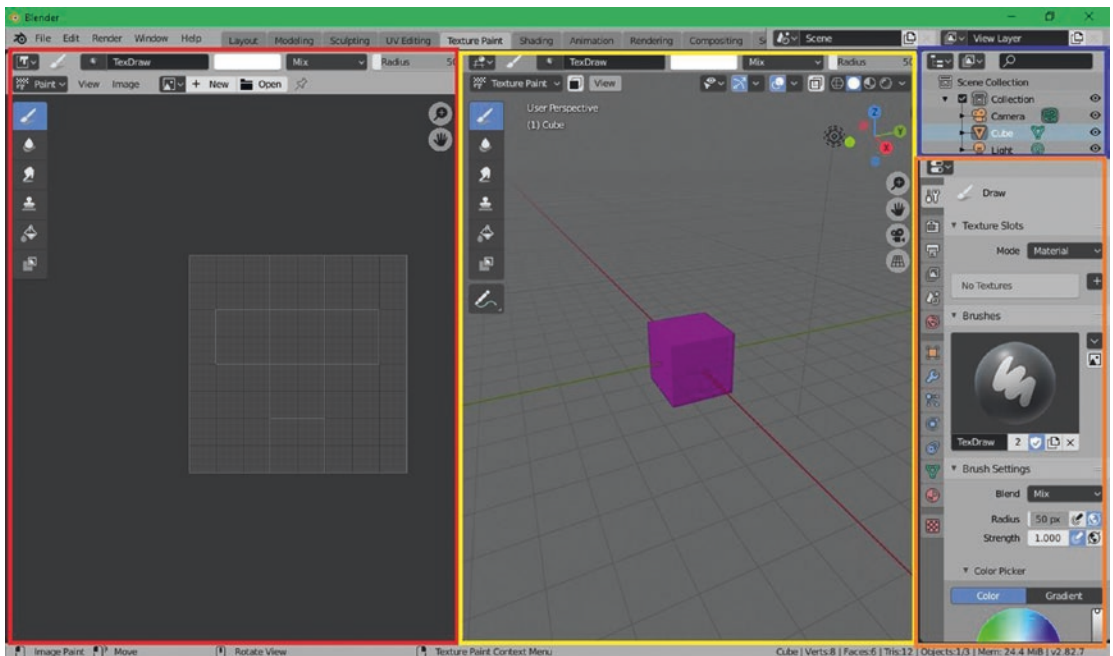 Blender
File Edit Render Window Help Layout Modeling Sculpting UV Editing Texture Paint Shading Animation Rendering Compositing Scene View Layer
TexDraw Mix Radius 50
Paint View Image New Open
TexDraw Mix Radius 50
Texture Paint View
User Perspective
(1) Cube
Z
Y
X
Scene Collection
Collection
Camera
Cube
Light
Draw
Texture Slots
Mode Material
No Textures
Brushes
TexDraw 2
Brush Settings
Blend Mix
Radius 50 px
Strength 1.000
Color Picker
Color Gradient
Image Paint Move Rotate View Texture Paint Context Menu Cube | Verts:8 | Faces:6 | Tris:12 | Objects:1/3 | Mem: 24.4 MiB | v2.82.7